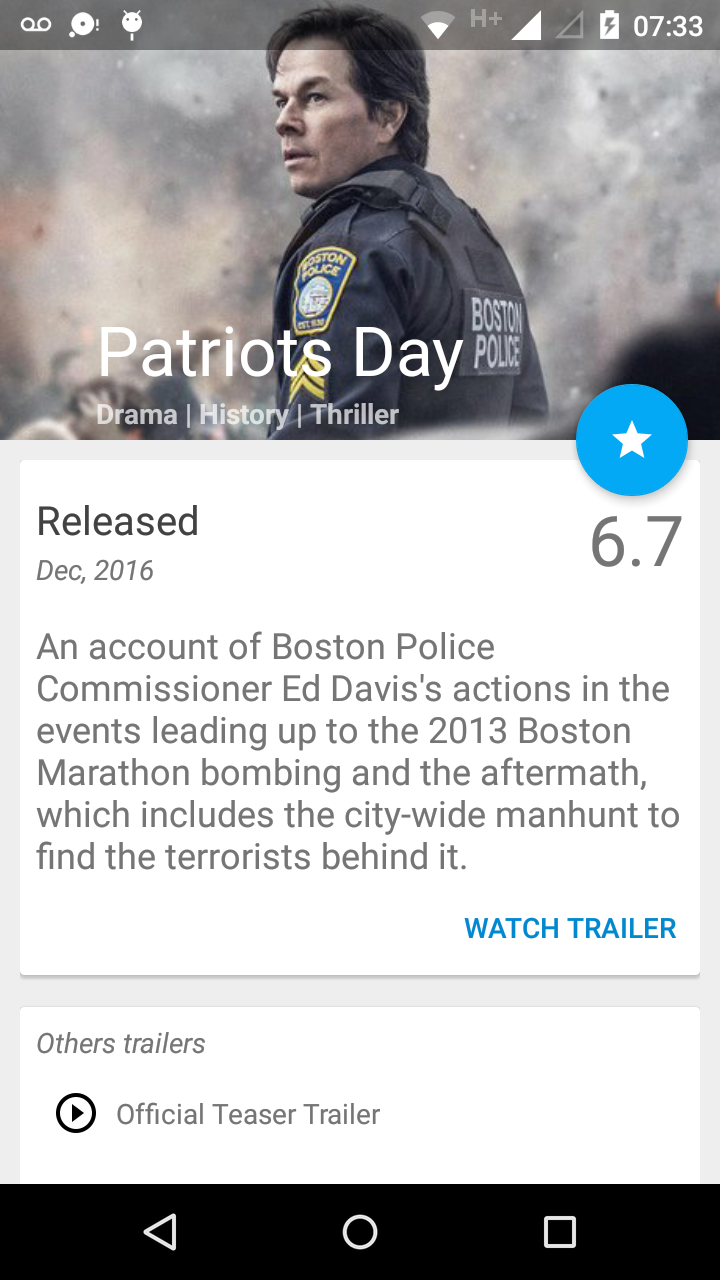 H+ 07:33
BOSTON
POLICE
EST. 1630
BOSTON
POLICE
Patriots Day
Drama | History | Thriller
Released
6.7
Dec, 2016
An account of Boston Police
Commissioner Ed Davis's actions in the
events leading up to the 2013 Boston
Marathon bombing and the aftermath,
which includes the city-wide manhunt to
find the terrorists behind it.
WATCH TRAILER
Others trailers
Official Teaser Trailer